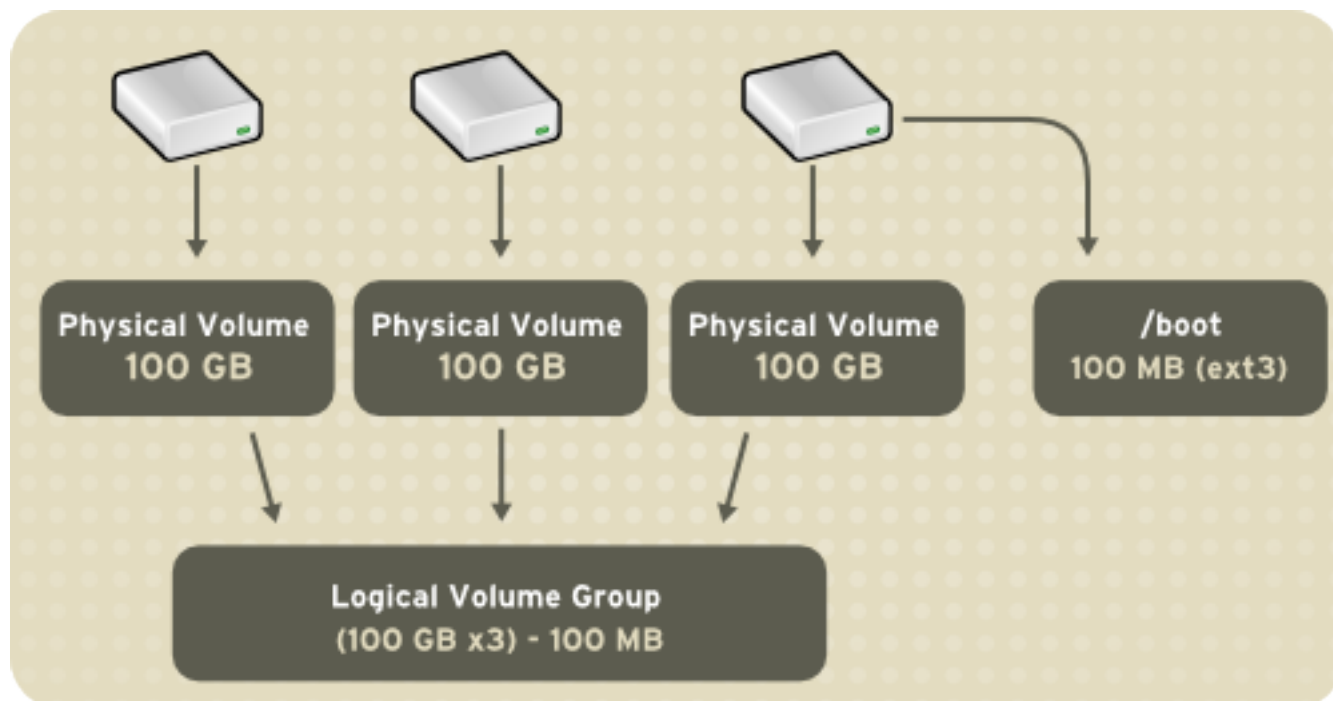 Physical Volume
100 GB
Physical Volume
100 GB
Physical Volume
100 GB
/boot
100 MB (ext3)
Logical Volume Group
(100 GB x3) - 100 MB